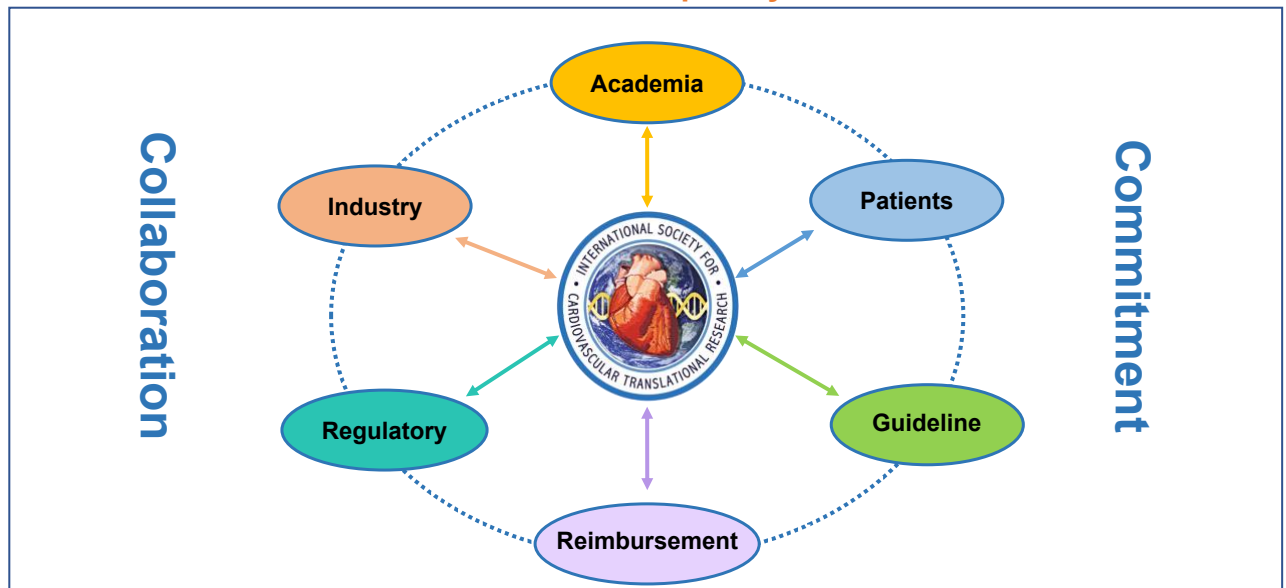 Academia
Collaboration
Commitment
Industry
Patients
INTERNATIONAL SOCIETY FOR
CARDIOVASCULAR TRANSLATIONAL RESEARCH
Regulatory
Guideline
Reimbursement